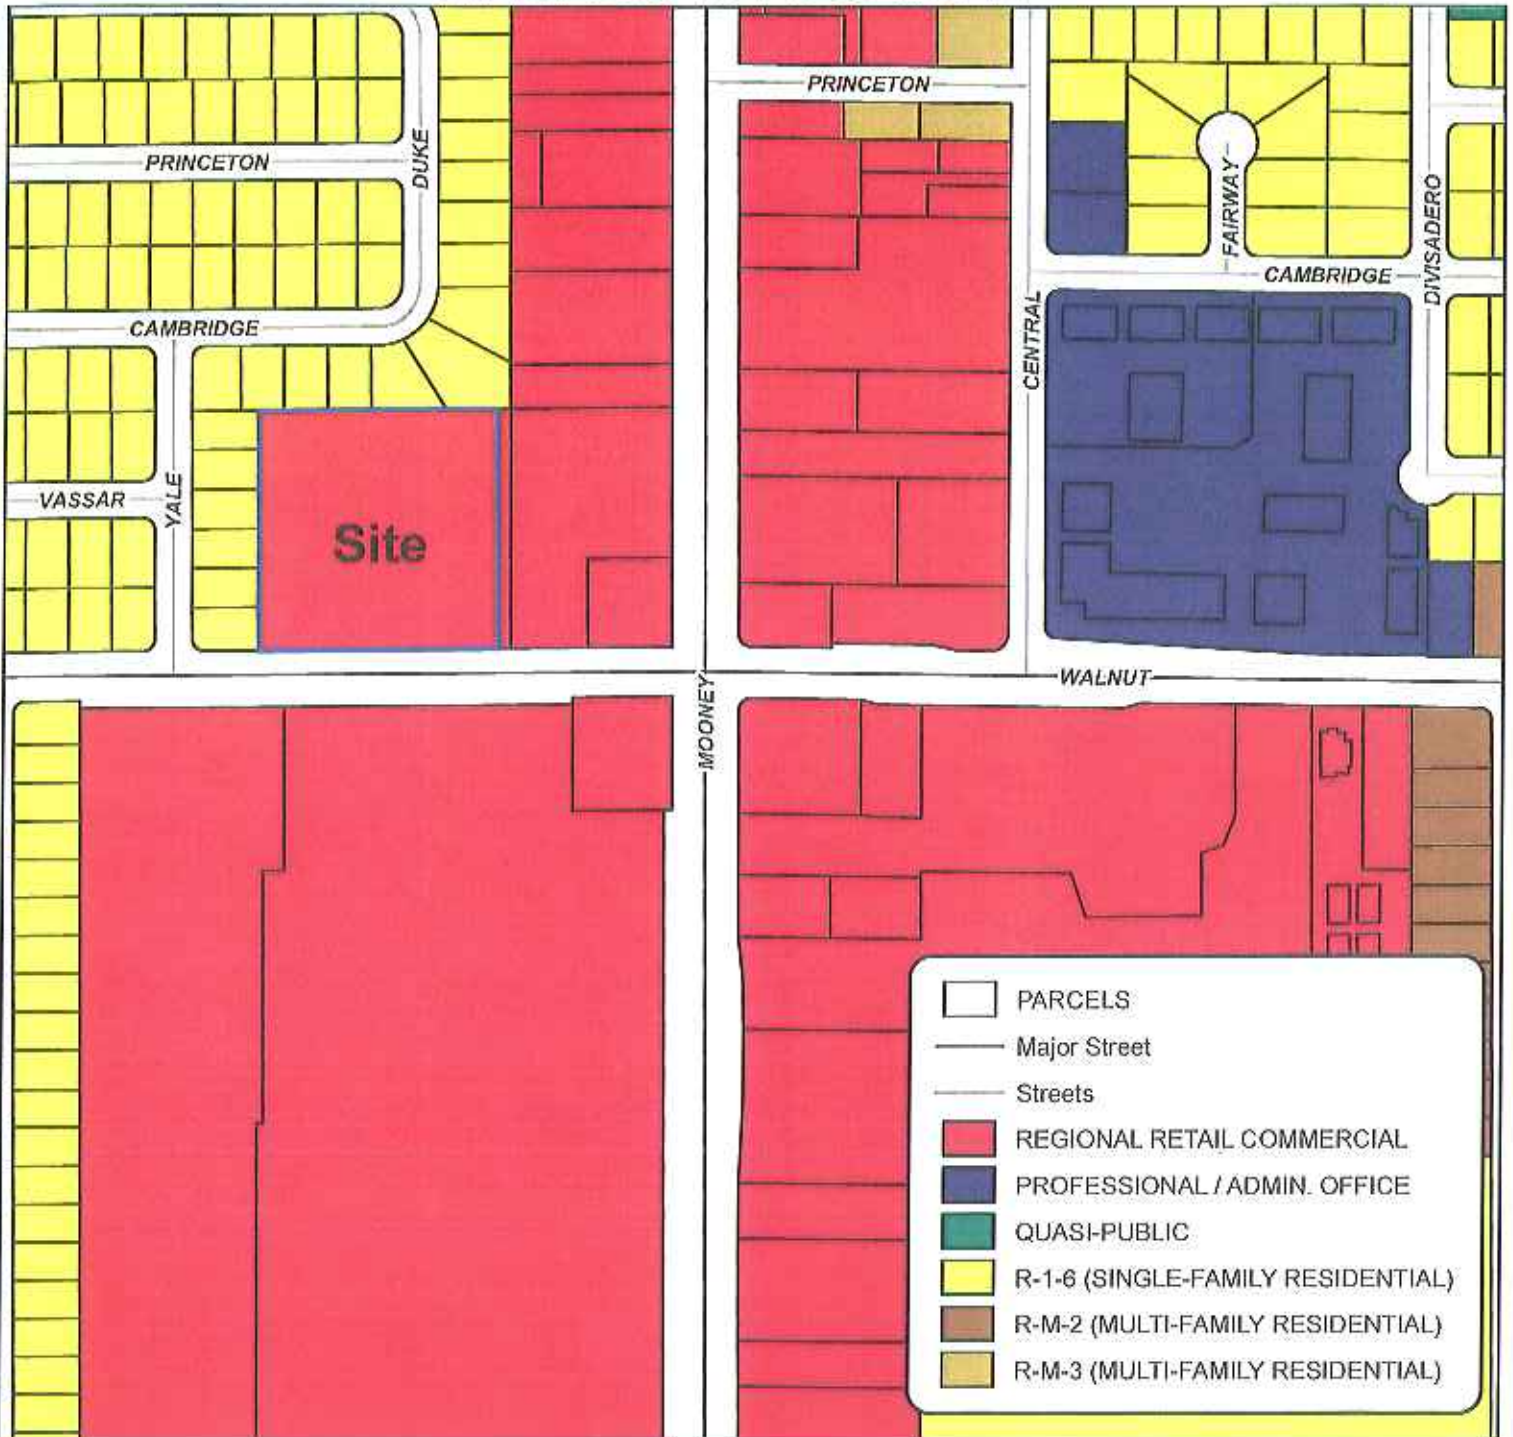 PRINCETON
PRINCETON
DUKE
FAIRWAY
DIVISADERO
CAMBRIDGE
CENTRAL
CAMBRIDGE
VASSAR
YALE
Site
WALNUT
MOONEY
PARCELS
Major Street
Streets
REGIONAL RETAIL COMMERCIAL
PROFESSIONAL / ADMIN. OFFICE
QUASI-PUBLIC
R-1-6 (SINGLE-FAMILY RESIDENTIAL)
R-M-2 (MULTI-FAMILY RESIDENTIAL)
R-M-3 (MULTI-FAMILY RESIDENTIAL)